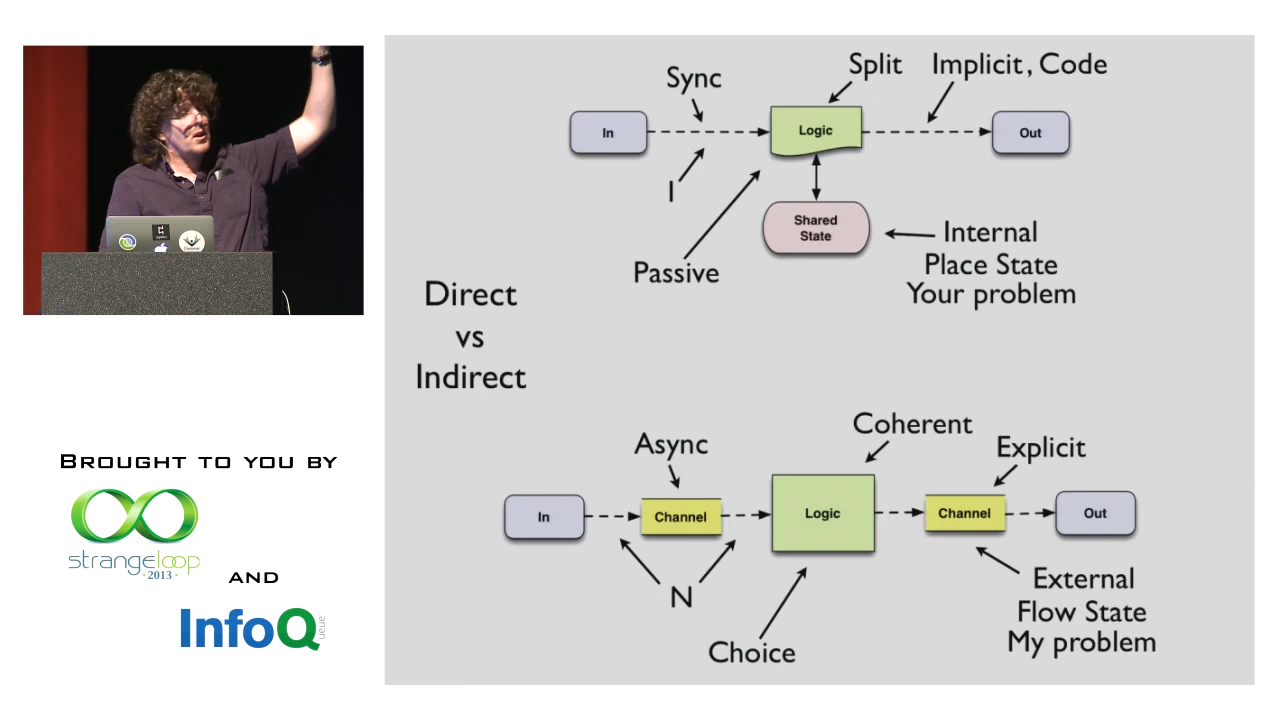 Sync
Split
Implicit, Code
In
Logic
Out
I
Shared
State
Passive
Internal
Place State
Your problem
Direct
vs
Indirect
Async
Coherent
Explicit
In
Channel
Logic
Channel
Out
N
Choice
External
Flow State
My problem
BROUGHT TO YOU BY
strangeloop
·2013·
AND
InfoQ
ueue